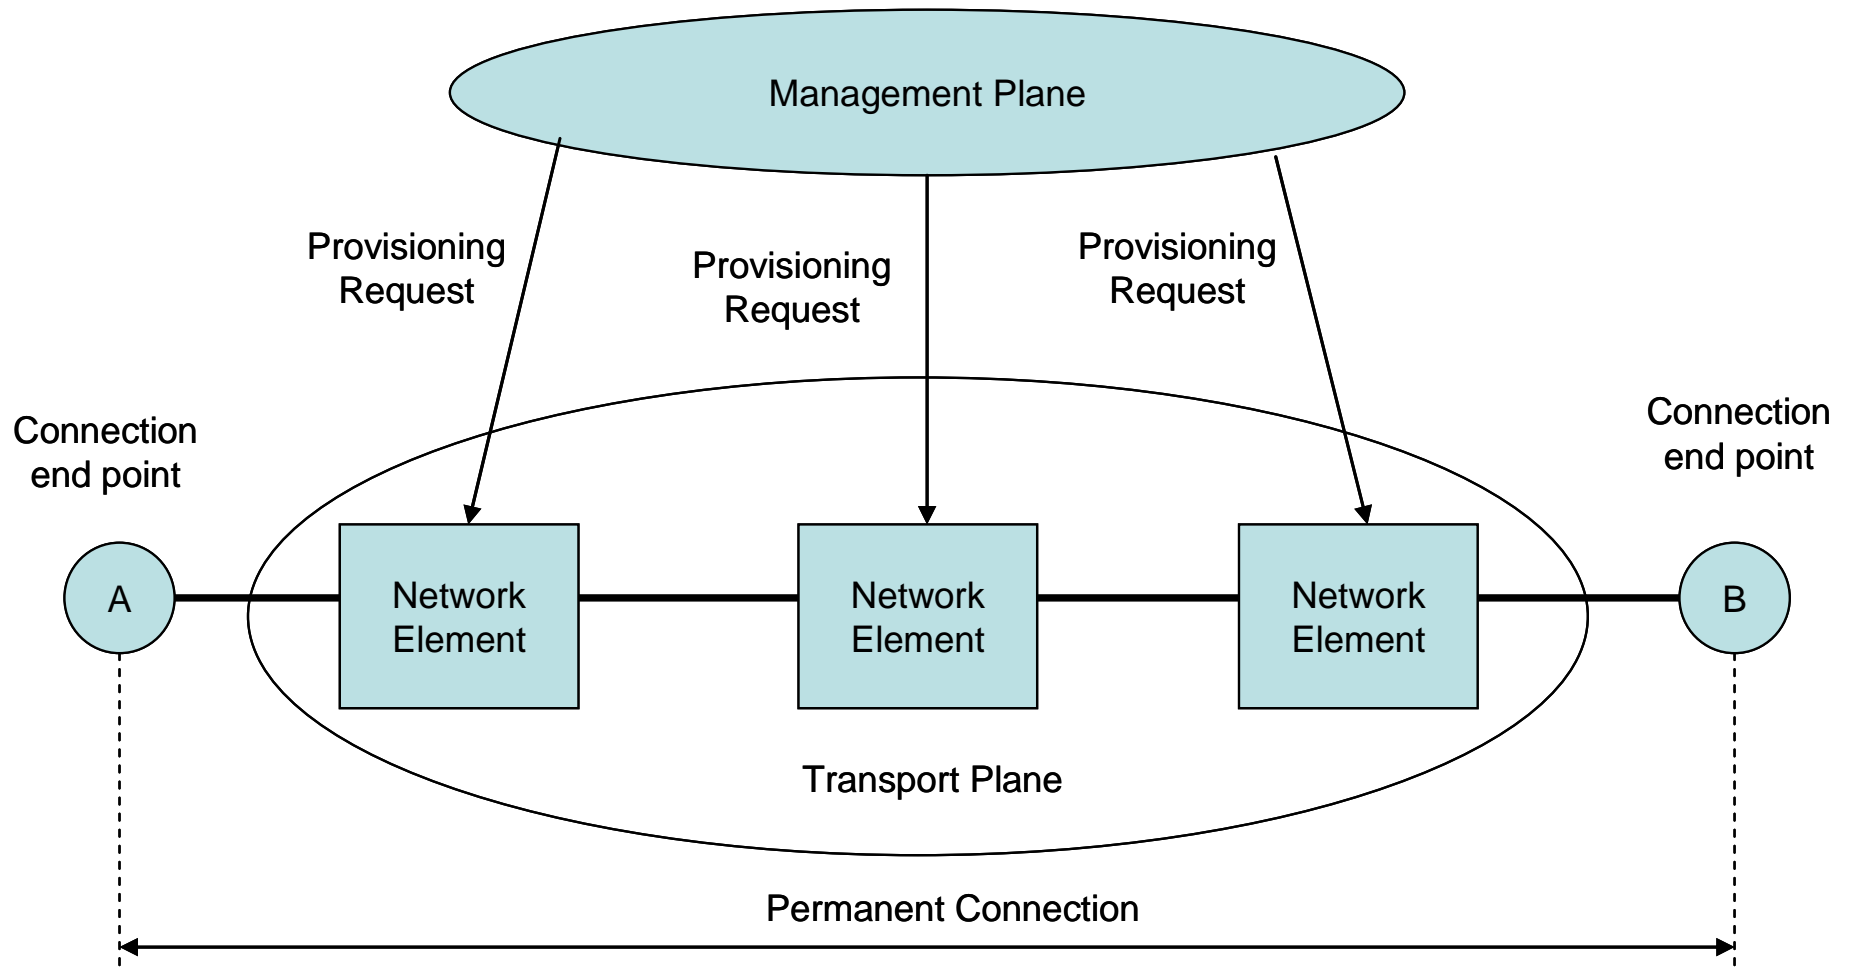 Management Plane
Provisioning
Request
Provisioning
Request
Provisioning
Request
Connection
end point
Connection
end point
A
Network
Element
Network
Element
Network
Element
B
Transport Plane
Permanent Connection